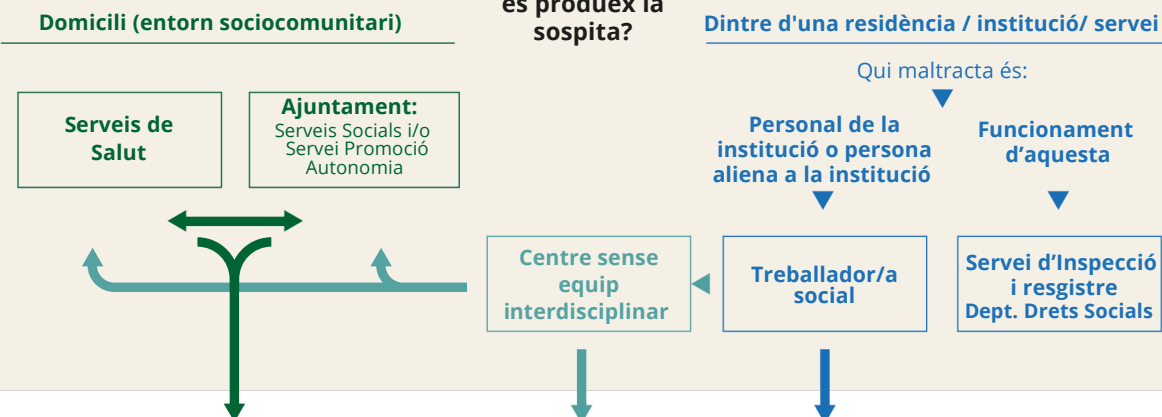 Domicili (entorn sociocomunitari)
es produex la
sospita?
Dintre d'una residència / institució/ servei
Qui maltracta és:
Serveis de
Salut
Ajuntament:
Serveis Socials i/o
Servei Promoció
Autonomia
Personal de la
institució o persona
aliena a la institució
Funcionament
d’aquesta
Centre sense
equip
interdisciplinar
Treballador/a
social
Servei d’Inspecció
i resgistre
Dept. Drets Socials